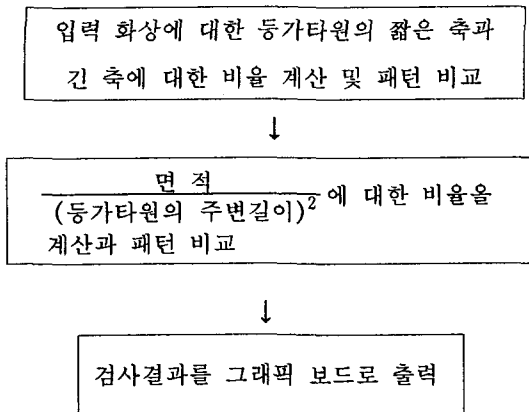 입력 화상에 대한 등가타원의 짧은 축과
긴 축에 대한 비율 계산 및 패턴 비교
↓
면 적
(등가타원의 주변길이)² 에 대한 비율을
계산과 패턴 비교
↓
검사결과를 그래픽 보드로 출력